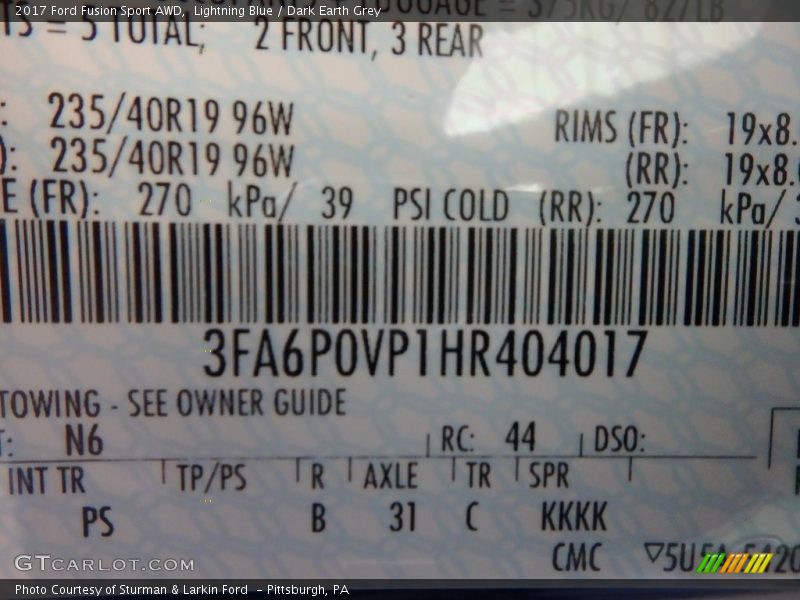 2017 Ford Fusion Sport AWD, Lightning Blue / Dark Earth Grey
= 5 TOTAL; 2 FRONT, 3 REAR
235/40R19 96W RIMS (FR): 19x8.
235/40R19 96W (RR): 19x8.
E (FR): 270 kPa/ 39 PSI COLD (RR): 270 kPa/
3FA6P0VP1HR404017
TOWING - SEE OWNER GUIDE
N6 RC: 44 DSO:
INT TR TP/PS R AXLE TR SPR
PS B 31 C KKKK
CMC
GTCARLOT.COM
Photo Courtesy of Sturman & Larkin Ford - Pittsburgh, PA